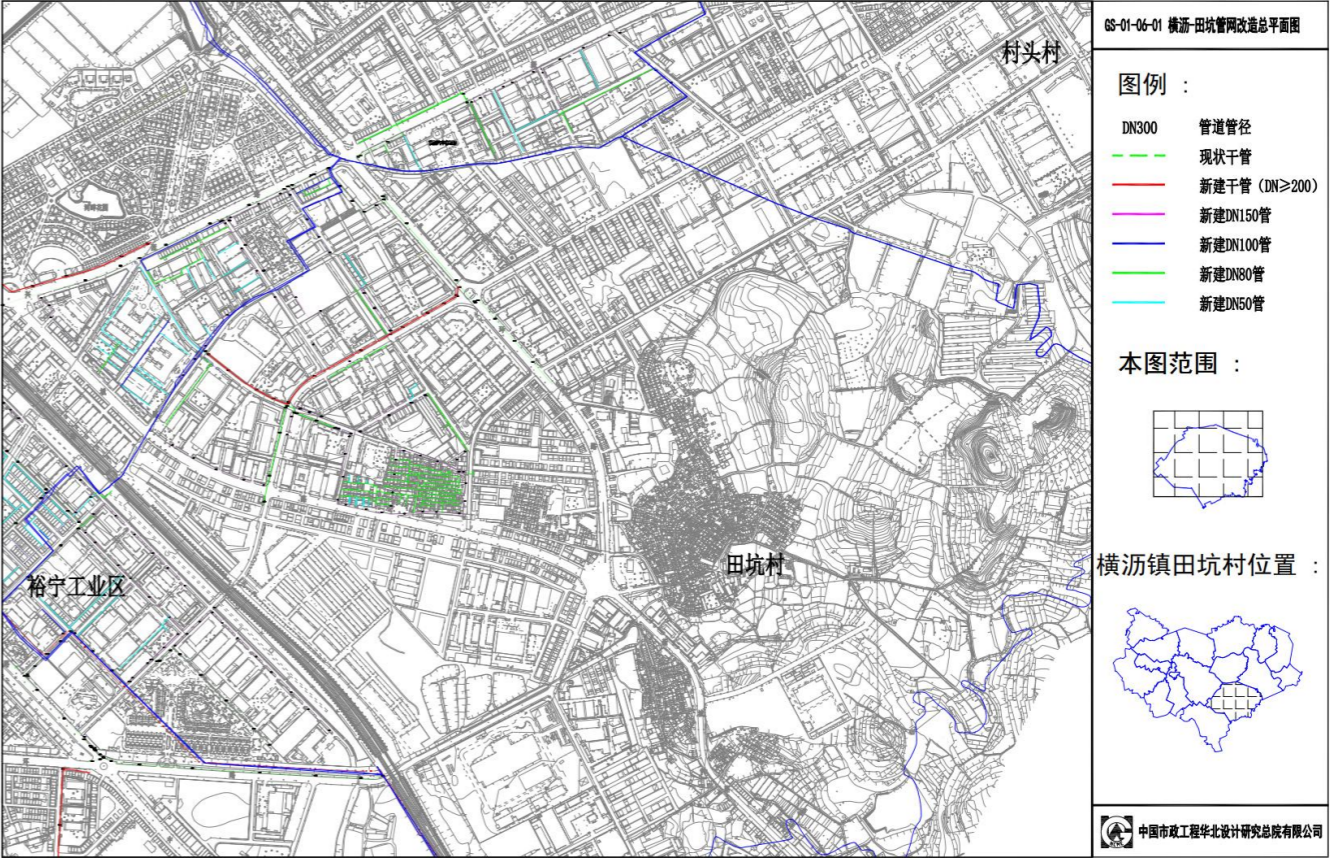 GS-01-06-01 横沥-田坑管网改造总平面图
村头村
图例 :
DN300 管道管径
现状干管
新建干管 (DN≥200)
新建DN150管
新建DN100管
新建DN80管
新建DN50管
本图范围 :
横沥镇田坑村位置 :
田坑村
裕宁工业区
中国市政工程华北设计研究总院有限公司